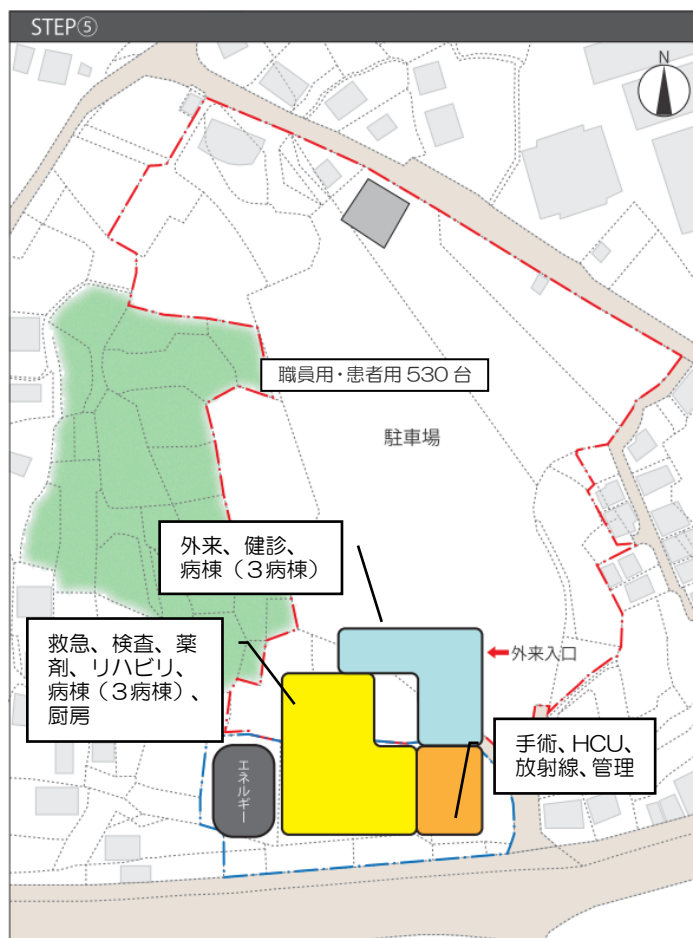 STEP⑤
N
職員用・患者用 530 台
駐車場
外来、健診、
病棟（３病棟）
救急、検査、薬
剤、リハビリ、
病棟（３病棟）、
厨房
外来入口
手術、HCU、
放射線、管理
エネルギー